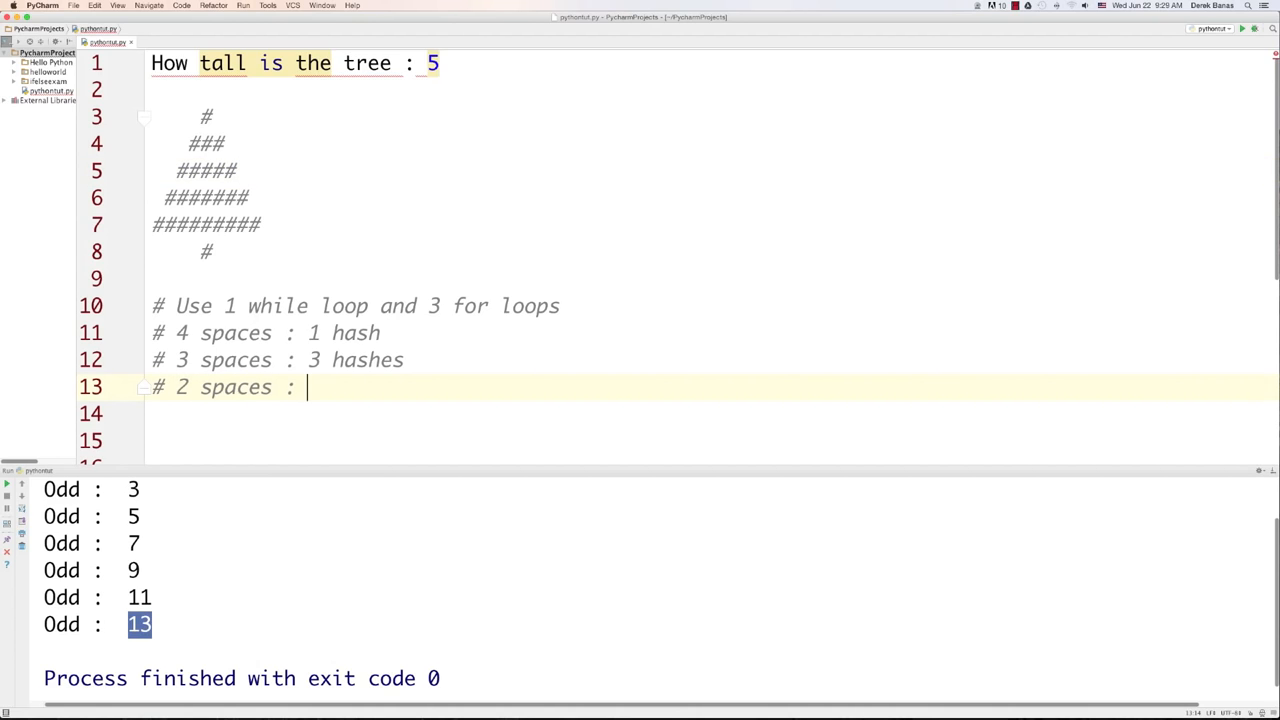 PyCharm File Edit View Navigate Code Refactor Run Tools VCS Window Help 10 Wed Jun 22 9:29 AM Derek Banas
pythontut.py - PycharmProjects - [~/PycharmProjects]
PycharmProjects pythontut.py pythontut
pythontut.py
PycharmProject
Hello Python
helloworld
ifelseexam
pythontut.py
External Librarie
1 How tall is the tree : 5
2
3 #
4 ###
5 #####
6 #######
7 #########
8 #
9
10 # Use 1 while loop and 3 for loops
11 # 4 spaces : 1 hash
12 # 3 spaces : 3 hashes
13 # 2 spaces :
14
15
16
Run pythontut
Odd : 3
Odd : 5
Odd : 7
Odd : 9
Odd : 11
Odd : 13
Process finished with exit code 0
13:14 LF UTF-8